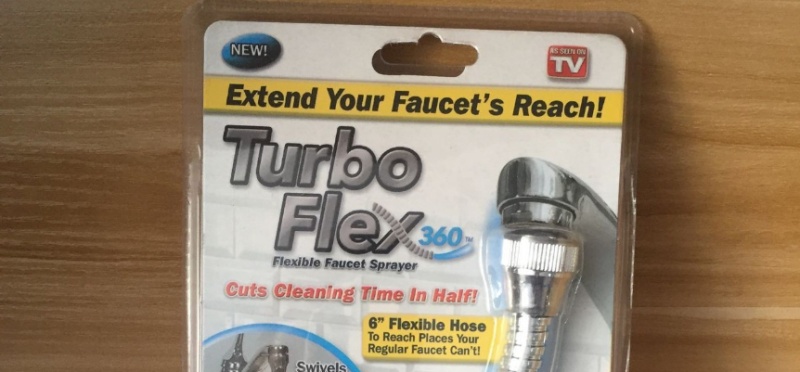 NEW!
AS SEEN ON
TV
Extend Your Faucet's Reach!
Turbo
Flex 360™
Flexible Faucet Sprayer
Cuts Cleaning Time In Half!
6" Flexible Hose
To Reach Places Your
Regular Faucet Can't!
Swivels